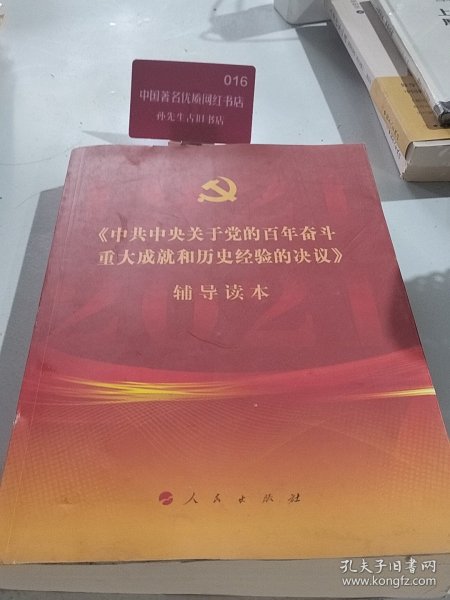 016
中国著名优质网红书店
孙先生古旧书店
《中共中央关于党的百年奋斗
重大成就和历史经验的决议》
辅导读本
人民出版社
孔夫子旧书网
www.kongfz.com